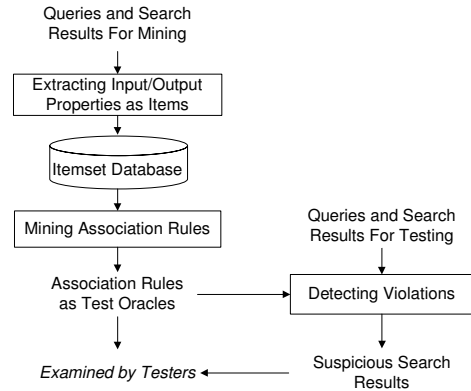 Queries and Search
Results For Mining
Extracting Input/Output
Properties as Items
Itemset Database
Mining Association Rules
Association Rules
as Test Oracles
Examined by Testers
Queries and Search
Results For Testing
Detecting Violations
Suspicious Search
Results